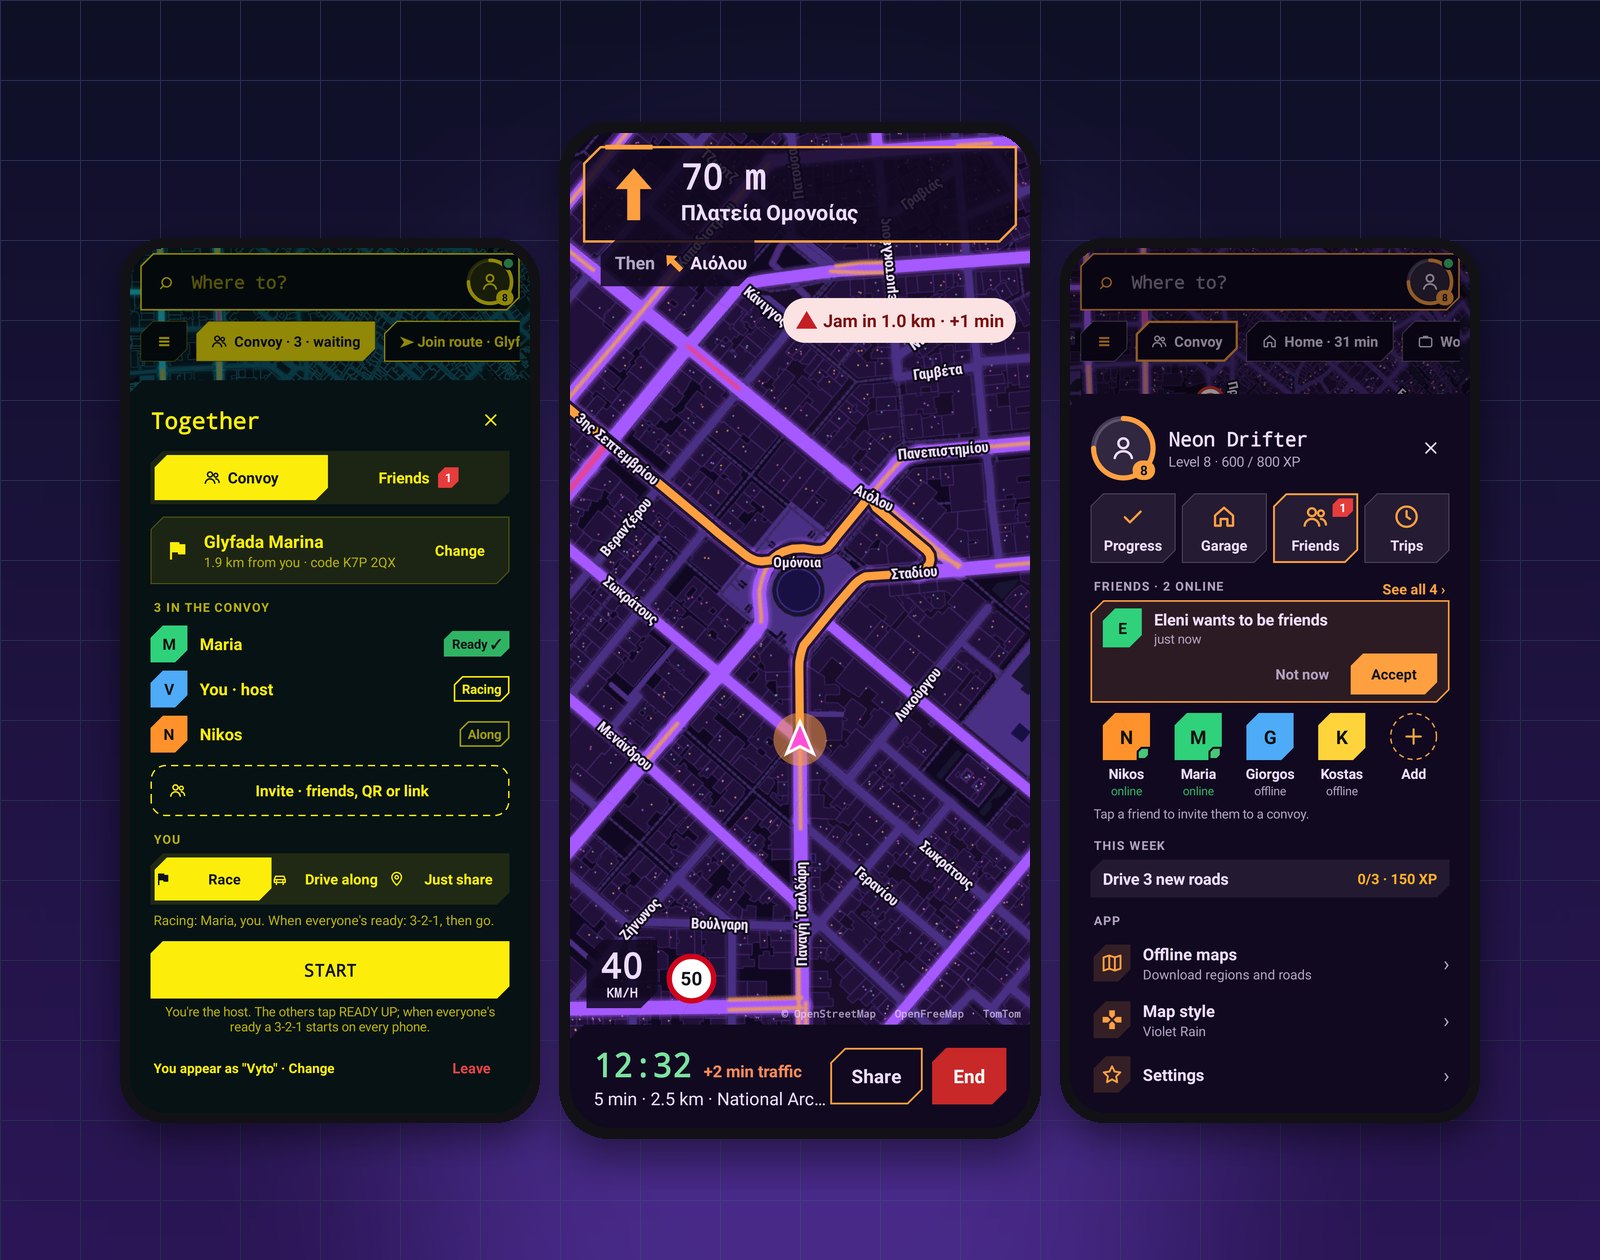 Where to?
8
Convoy · 3 · waiting
Join route · Glyf
Together
Convoy
Friends 1
Glyfada Marina
1.9 km from you · code K7P 2QX
Change
3 IN THE CONVOY
M Maria Ready ✓
V You · host Racing
N Nikos Along
Invite · friends, QR or link
YOU
Race
Drive along
Just share
Racing: Maria, you. When everyone's ready: 3-2-1, then go.
START
You're the host. The others tap READY UP; when everyone's
ready a 3-2-1 starts on every phone.
You appear as "Vyto" · Change
Leave
70 m
Πλατεία Ομονοίας
Then Αιόλου
Γραβιάς
Κάνιγγος
Jam in 1.0 km · +1 min
Γαμβέτα
3ης Σεπτεμβρίου
Πανεπιστημίου
Αιόλου
Βερανζέρου
Ομόνοια
Σταδίου
Σωκράτους
Λυκούργου
Μενάνδρου
Σωκράτους
Γερανίου
Παναγή Τσαλδάρη
Ζήνωνος
Βούλγαρη
40
KM/H
50
© OpenStreetMap · OpenFreeMap · TomTom
12:32 +2 min traffic
5 min · 2.5 km · National Arc...
Share
End
Where to?
8
Convoy
Home · 31 min
Wo
Neon Drifter
Level 8 · 600 / 800 XP
8
Progress
Garage
1
Friends
Trips
FRIENDS · 2 ONLINE
See all 4 ›
E
Eleni wants to be friends
just now
Not now
Accept
N M G K
Nikos Maria Giorgos Kostas Add
online online offline offline
Tap a friend to invite them to a convoy.
THIS WEEK
Drive 3 new roads
0/3 · 150 XP
APP
Offline maps
Download regions and roads
Map style
Violet Rain
Settings